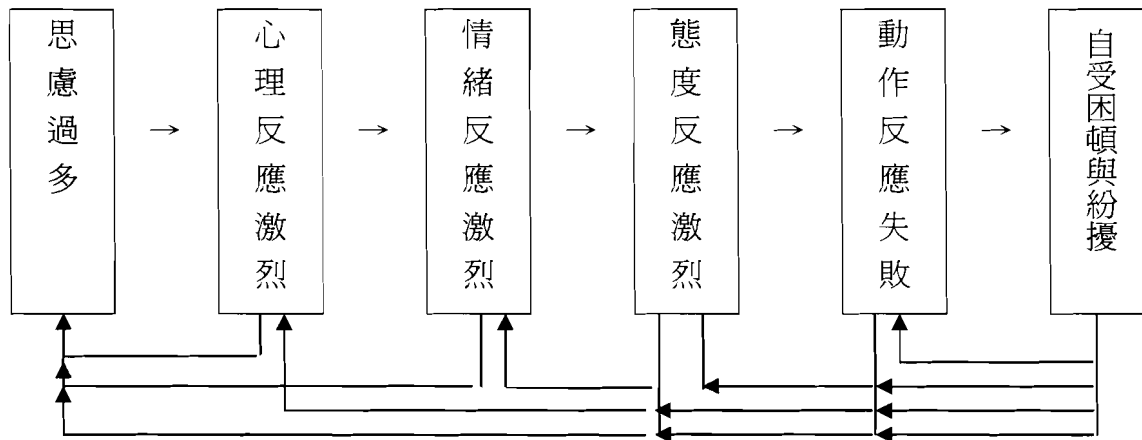 思慮過多
→
心理反應激烈
→
情緒反應激烈
→
態度反應激烈
→
動作反應失敗
→
自受困頓與紛擾